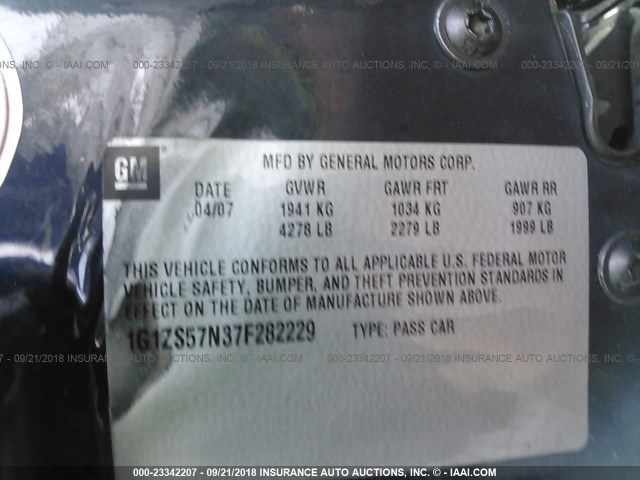 000-23342207 - 09/21/2018 INSURANCE AUTO AUCTIONS, INC. - IAAI.COM
GM
MFD BY GENERAL MOTORS CORP.
DATE GVWR GAWR FRT GAWR RR
04/07 1941 KG 1034 KG 907 KG
4278 LB 2279 LB 1999 LB
THIS VEHICLE CONFORMS TO ALL APPLICABLE U.S. FEDERAL MOTOR
VEHICLE SAFETY, BUMPER, AND THEFT PREVENTION STANDARDS IN
EFFECT ON THE DATE OF MANUFACTURE SHOWN ABOVE.
1G1ZS57N37F282229 TYPE: PASS CAR
000-23342207 - 09/21/2018 INSURANCE AUTO AUCTIONS, INC. - IAAI.COM
000-23342207 - 09/21/2018 INSURANCE AUTO AUCTIONS, INC. - IAAI.COM